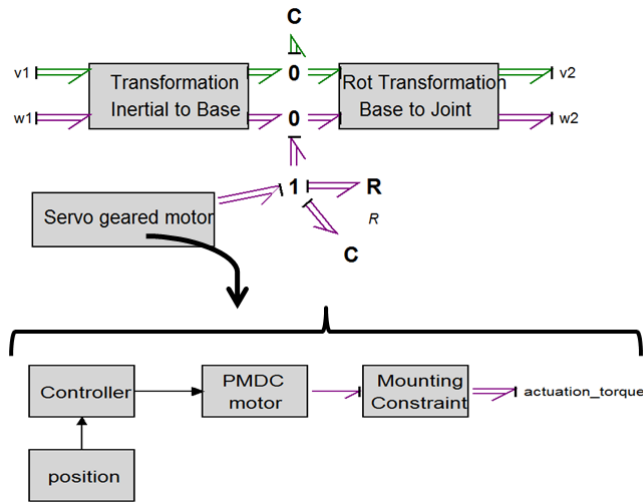 C
v1
Transformation
Inertial to Base
0
Rot Transformation
Base to Joint
v2
w1
0
w2
Servo geared motor
1
R
R
C
Controller
PMDC
motor
Mounting
Constraint
actuation_torque
position